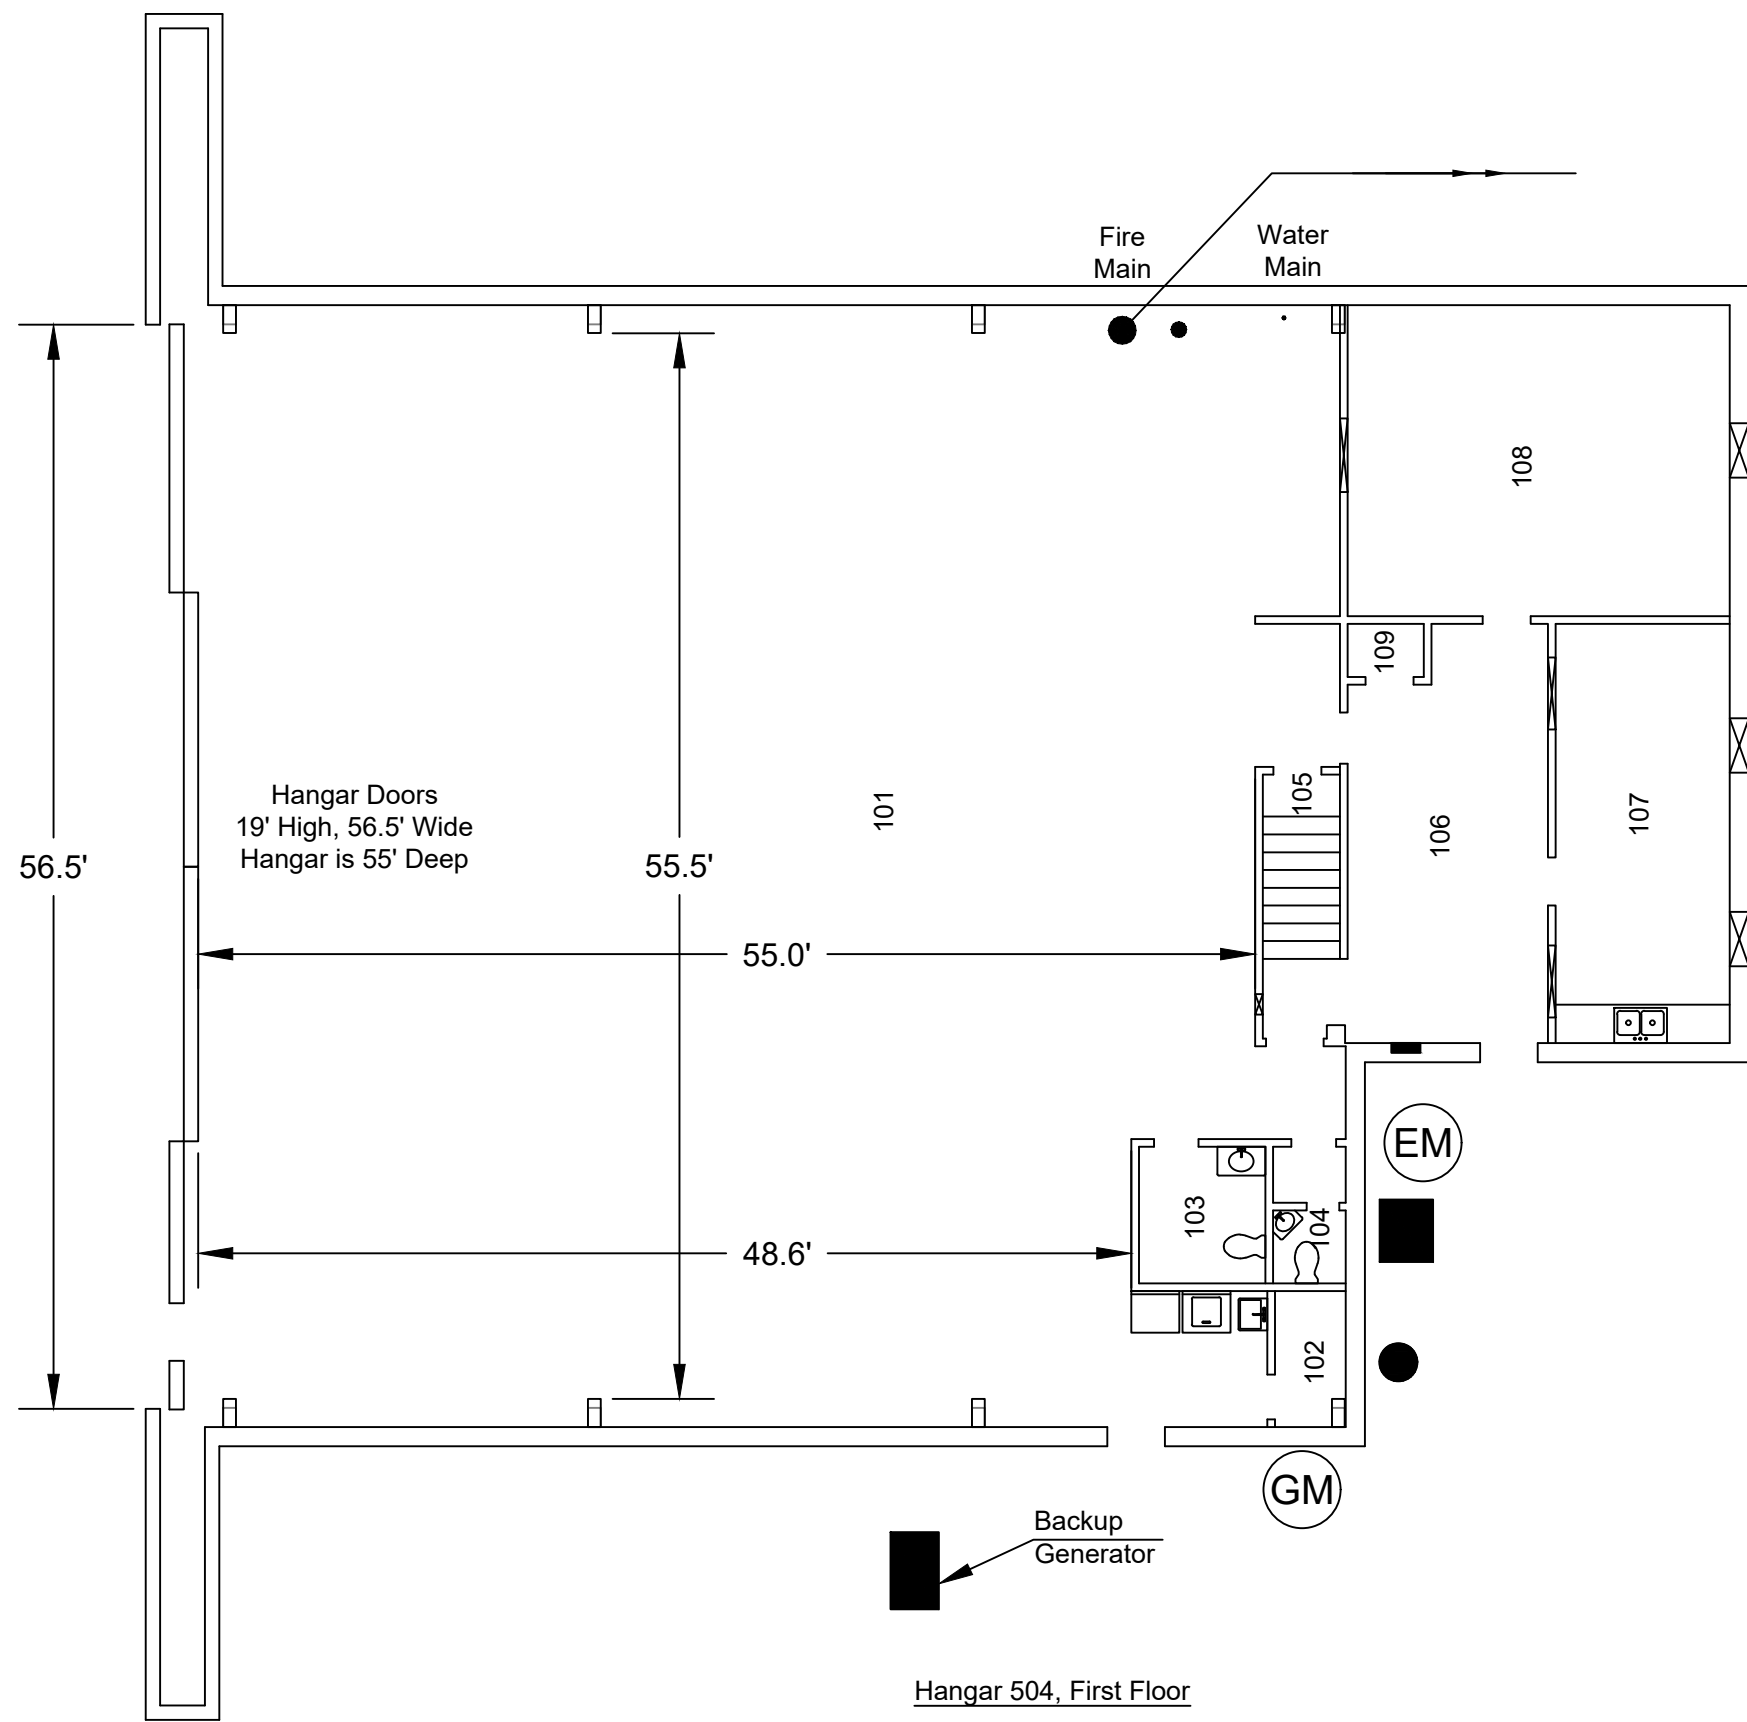 Fire
Main
Water
Main
108
109
Hangar Doors
19' High, 56.5' Wide
Hangar is 55' Deep
56.5'
55.5'
101
105
106
107
55.0'
EM
103
104
48.6'
102
GM
Backup
Generator
Hangar 504, First Floor